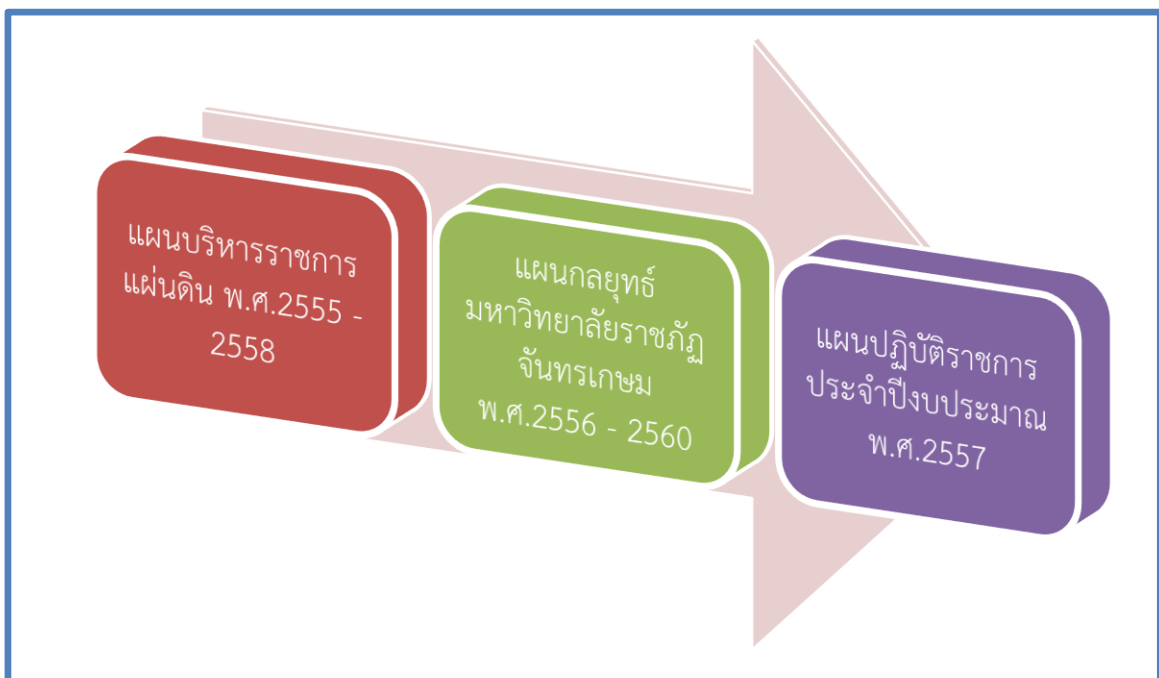 แผนบริหารราชการ
แผ่นดิน พ.ศ.2555 -
2558
แผนกลยุทธ์
มหาวิทยาลัยราชภัฏ
จันทรเกษม
พ.ศ.2556 - 2560
แผนปฏิบัติราชการ
ประจำปีงบประมาณ
พ.ศ.2557